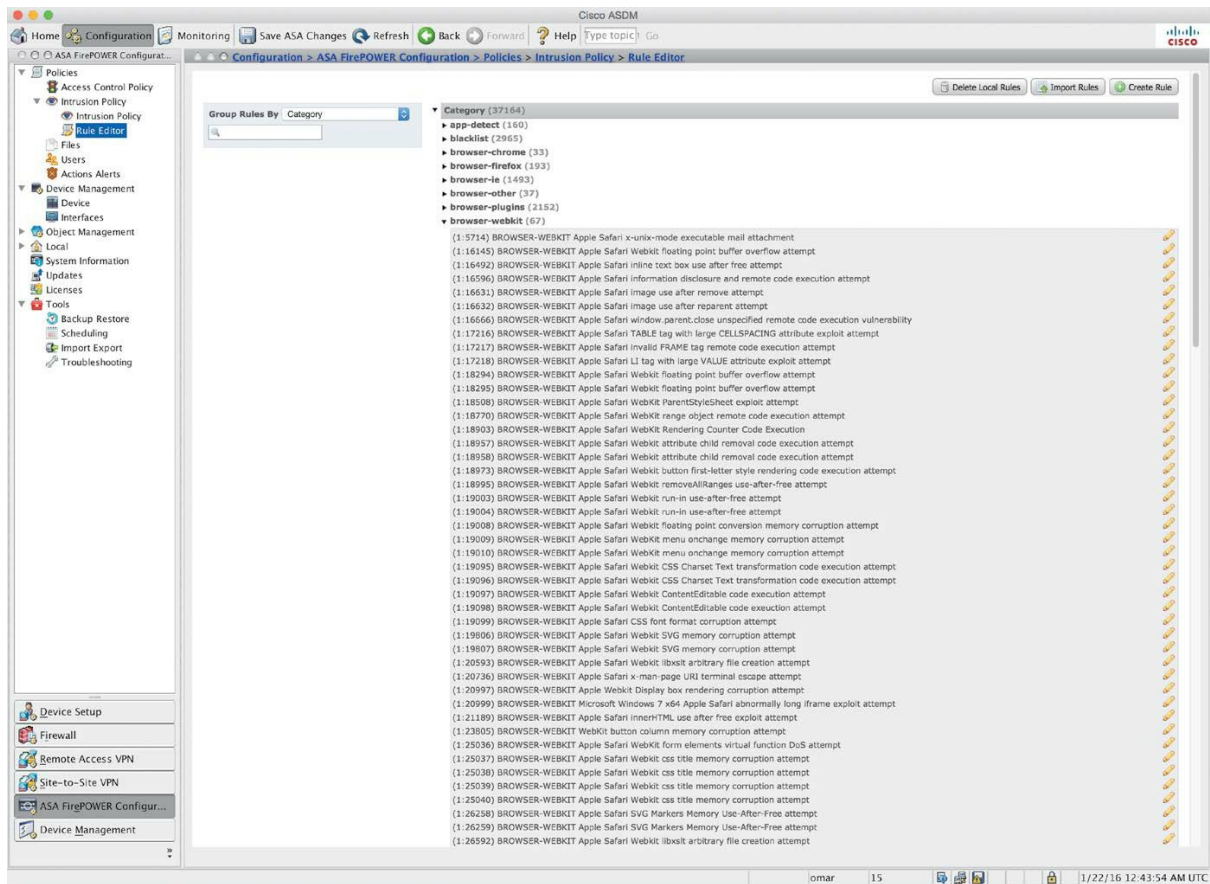 Cisco ASDM
Home Configuration Monitoring Save ASA Changes Refresh Back Forward Help Type topic Go
CISCO
ASA FirePOWER Configurat...
Configuration > ASA FirePOWER Configuration > Policies > Intrusion Policy > Rule Editor
Policies
Access Control Policy
Intrusion Policy
Intrusion Policy
Rule Editor
Files
Users
Actions Alerts
Device Management
Device
Interfaces
Object Management
Local
System Information
Updates
Licenses
Tools
Backup Restore
Scheduling
Import Export
Troubleshooting
Device Setup
Firewall
Remote Access VPN
Site-to-Site VPN
ASA FirePOWER Configur...
Device Management
Delete Local Rules Import Rules Create Rule
Group Rules By Category
Category (37164)
app-detect (160)
blacklist (2965)
browser-chrome (33)
browser-firefox (193)
browser-ie (1493)
browser-other (37)
browser-plugins (2152)
browser-webkit (67)
(1:5714) BROWSER-WEBKIT Apple Safari x-unix-mode executable mail attachment
(1:16145) BROWSER-WEBKIT Apple Safari Webkit floating point buffer overflow attempt
(1:16492) BROWSER-WEBKIT Apple Safari inline text box use after free attempt
(1:16596) BROWSER-WEBKIT Apple Safari information disclosure and remote code execution attempt
(1:16631) BROWSER-WEBKIT Apple Safari image use after remove attempt
(1:16632) BROWSER-WEBKIT Apple Safari image use after reparent attempt
(1:16666) BROWSER-WEBKIT Apple Safari window.parent.close unspecified remote code execution vulnerability
(1:17216) BROWSER-WEBKIT Apple Safari TABLE tag with large CELLSPACING attribute exploit attempt
(1:17217) BROWSER-WEBKIT Apple Safari invalid FRAME tag remote code execution attempt
(1:17218) BROWSER-WEBKIT Apple Safari LI tag with large VALUE attribute exploit attempt
(1:18294) BROWSER-WEBKIT Apple Safari Webkit floating point buffer overflow attempt
(1:18295) BROWSER-WEBKIT Apple Safari Webkit floating point buffer overflow attempt
(1:18508) BROWSER-WEBKIT Apple Safari WebKit ParentStyleSheet exploit attempt
(1:18770) BROWSER-WEBKIT Apple Safari WebKit range object remote code execution attempt
(1:18903) BROWSER-WEBKIT Apple Safari WebKit Rendering Counter Code Execution
(1:18957) BROWSER-WEBKIT Apple Safari Webkit attribute child removal code execution attempt
(1:18958) BROWSER-WEBKIT Apple Safari Webkit attribute child removal code execution attempt
(1:18973) BROWSER-WEBKIT Apple Safari Webkit button first-letter style rendering code execution attempt
(1:18995) BROWSER-WEBKIT Apple Safari Webkit removeAllRanges use-after-free attempt
(1:19003) BROWSER-WEBKIT Apple Safari Webkit run-in use-after-free attempt
(1:19004) BROWSER-WEBKIT Apple Safari Webkit run-in use-after-free attempt
(1:19008) BROWSER-WEBKIT Apple Safari Webkit floating point conversion memory corruption attempt
(1:19009) BROWSER-WEBKIT Apple Safari WebKit menu onchange memory corruption attempt
(1:19010) BROWSER-WEBKIT Apple Safari WebKit menu onchange memory corruption attempt
(1:19095) BROWSER-WEBKIT Apple Safari Webkit CSS Charset Text transformation code execution attempt
(1:19096) BROWSER-WEBKIT Apple Safari Webkit CSS Charset Text transformation code execution attempt
(1:19097) BROWSER-WEBKIT Apple Safari Webkit ContentEditable code execution attempt
(1:19098) BROWSER-WEBKIT Apple Safari Webkit ContentEditable code exeuction attempt
(1:19099) BROWSER-WEBKIT Apple Safari CSS font format corruption attempt
(1:19806) BROWSER-WEBKIT Apple Safari Webkit SVG memory corruption attempt
(1:19807) BROWSER-WEBKIT Apple Safari Webkit SVG memory corruption attempt
(1:20593) BROWSER-WEBKIT Apple Safari Webkit libxslt arbitrary file creation attempt
(1:20736) BROWSER-WEBKIT Apple Safari x-man-page URI terminal escape attempt
(1:20997) BROWSER-WEBKIT Apple Webkit Display box rendering corruption attempt
(1:20999) BROWSER-WEBKIT Microsoft Windows 7 x64 Apple Safari abnormally long iframe exploit attempt
(1:21189) BROWSER-WEBKIT Apple Safari innerHTML use after free exploit attempt
(1:23805) BROWSER-WEBKIT WebKit button column memory corruption attempt
(1:25036) BROWSER-WEBKIT Apple Safari WebKit form elements virtual function DoS attempt
(1:25037) BROWSER-WEBKIT Apple Safari Webkit css title memory corruption attempt
(1:25038) BROWSER-WEBKIT Apple Safari Webkit css title memory corruption attempt
(1:25039) BROWSER-WEBKIT Apple Safari Webkit css title memory corruption attempt
(1:25040) BROWSER-WEBKIT Apple Safari Webkit css title memory corruption attempt
(1:26258) BROWSER-WEBKIT Apple Safari SVG Markers Memory Use-After-Free attempt
(1:26259) BROWSER-WEBKIT Apple Safari SVG Markers Memory Use-After-Free attempt
(1:26592) BROWSER-WEBKIT Apple Safari Webkit libxslt arbitrary file creation attempt
omar 15 1/22/16 12:43:54 AM UTC